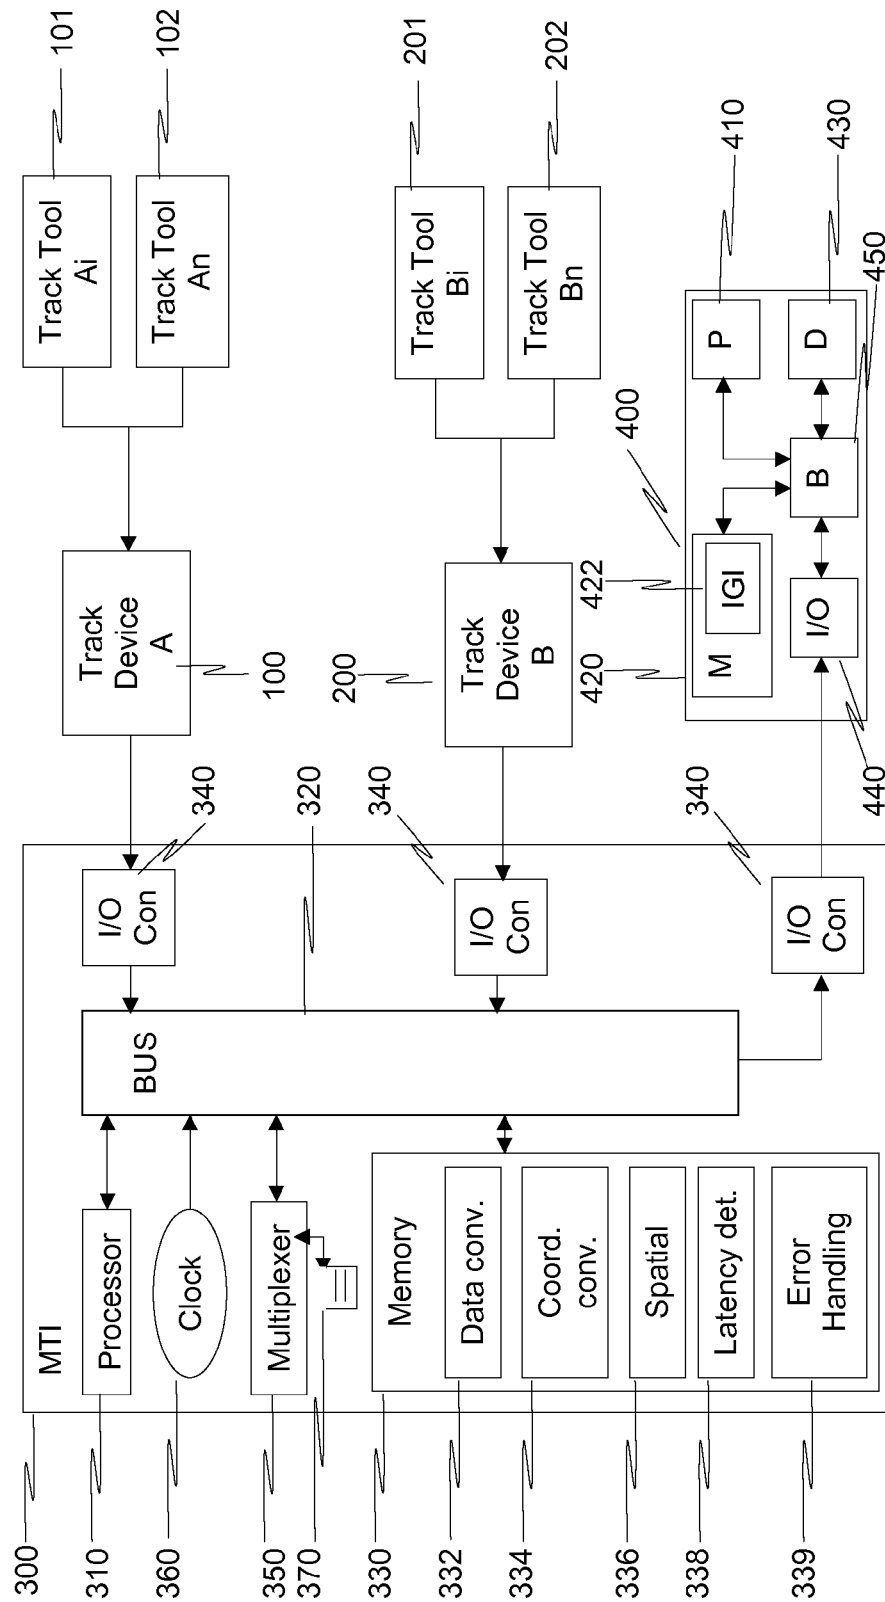 300
MTI
310
Processor
360
Clock
350
Multiplexer
370
330
Memory
332
Data conv.
334
Coord.
conv.
336
Spatial
338
Latency det.
339
Error
Handling
BUS
320
I/O
Con
340
I/O
Con
340
I/O
Con
340
Track
Device
A
100
Track
Device
B
200
Track Tool
Ai
101
Track Tool
An
102
Track Tool
Bi
201
Track Tool
Bn
202
400
420
M
422
IGI
I/O
440
B
450
P
410
D
430